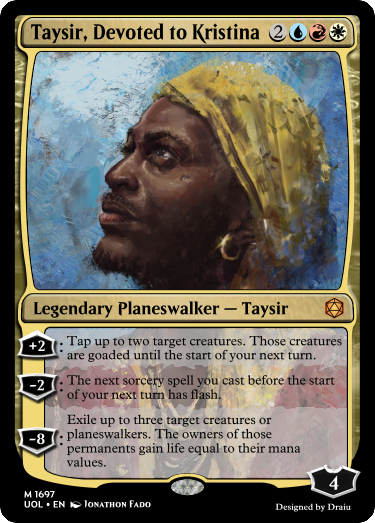 Taysir, Devoted to Kristina 2
Legendary Planeswalker — Taysir
+2: Tap up to two target creatures. Those creatures
are goaded until the start of your next turn.
-2: The next sorcery spell you cast before the start
of your next turn has flash.
-8: Exile up to three target creatures or
planeswalkers. The owners of those
permanents gain life equal to their mana
values.
4
M 1697
UOL • EN Jonathon Fado
Designed by Draiu